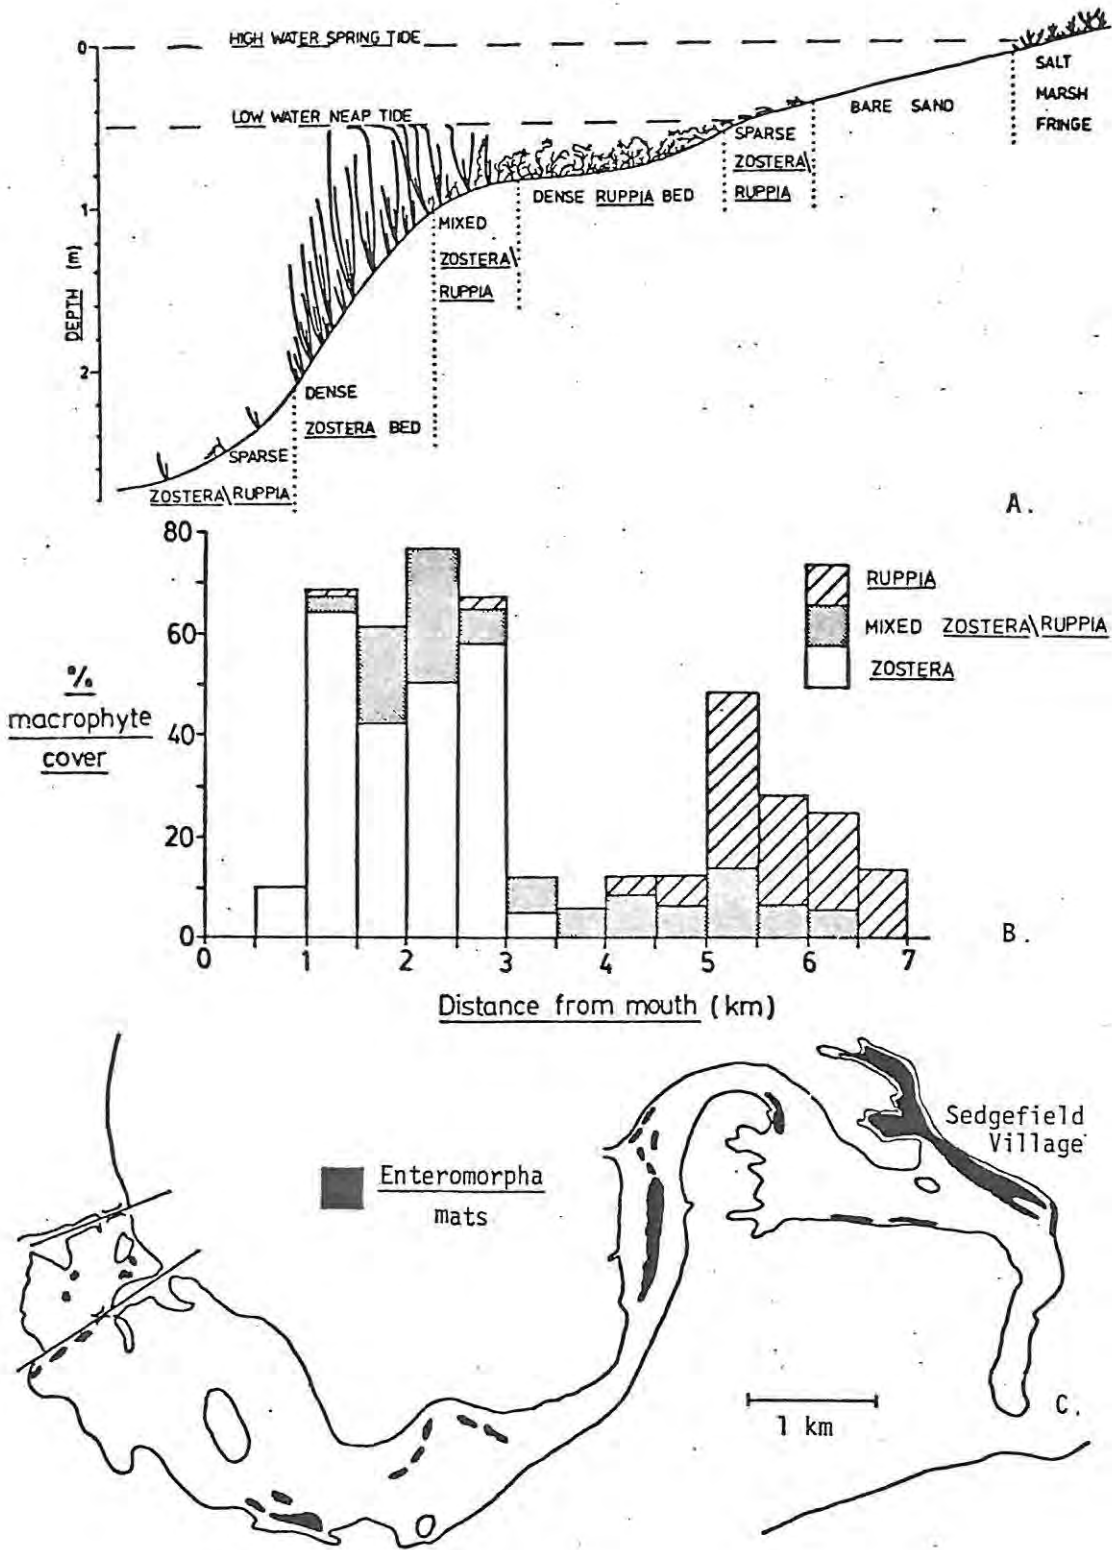 HIGH WATER SPRING TIDE
LOW WATER NEAP TIDE
0
1
2
DEPTH (m)
SALT
MARSH
FRINGE
BARE SAND
SPARSE
ZOSTERA\
RUPPIA
DENSE RUPPIA BED
MIXED
ZOSTERA\
RUPPIA
DENSE
ZOSTERA BED
SPARSE
ZOSTERA\RUPPIA
A.
80
60
40
20
0
%
macrophyte
cover
RUPPIA
MIXED ZOSTERA\RUPPIA
ZOSTERA
B.
0 1 2 3 4 5 6 7
Distance from mouth (km)
Sedgefield
Village
Enteromorpha
mats
1 km
C.